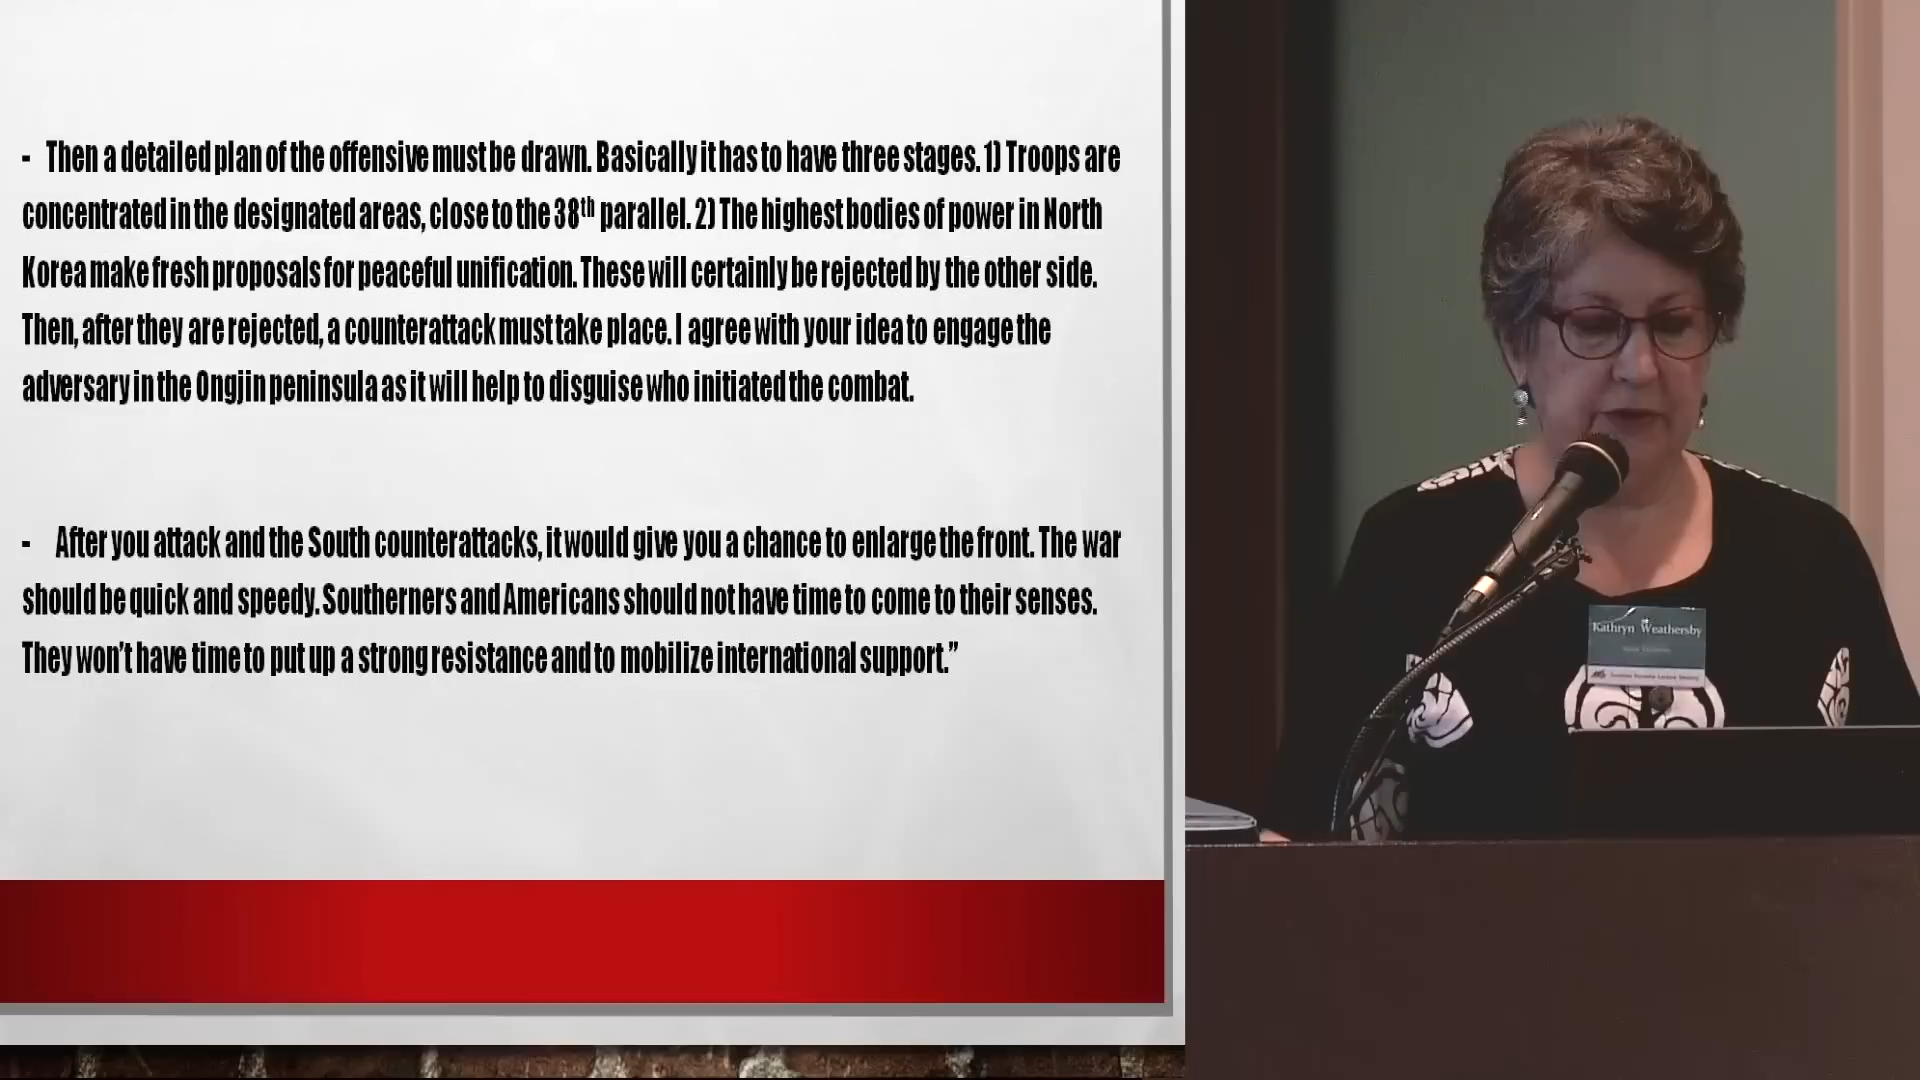 - Then a detailed plan of the offensive must be drawn. Basically it has to have three stages. 1) Troops are
concentrated in the designated areas, close to the 38th parallel. 2) The highest bodies of power in North
Korea make fresh proposals for peaceful unification. These will certainly be rejected by the other side.
Then, after they are rejected, a counterattack must take place. I agree with your idea to engage the
adversary in the Ongjin peninsula as it will help to disguise who initiated the combat.
- After you attack and the South counterattacks, it would give you a chance to enlarge the front. The war
should be quick and speedy. Southerners and Americans should not have time to come to their senses.
They won't have time to put up a strong resistance and to mobilize international support.”
Kathryn Weathersby